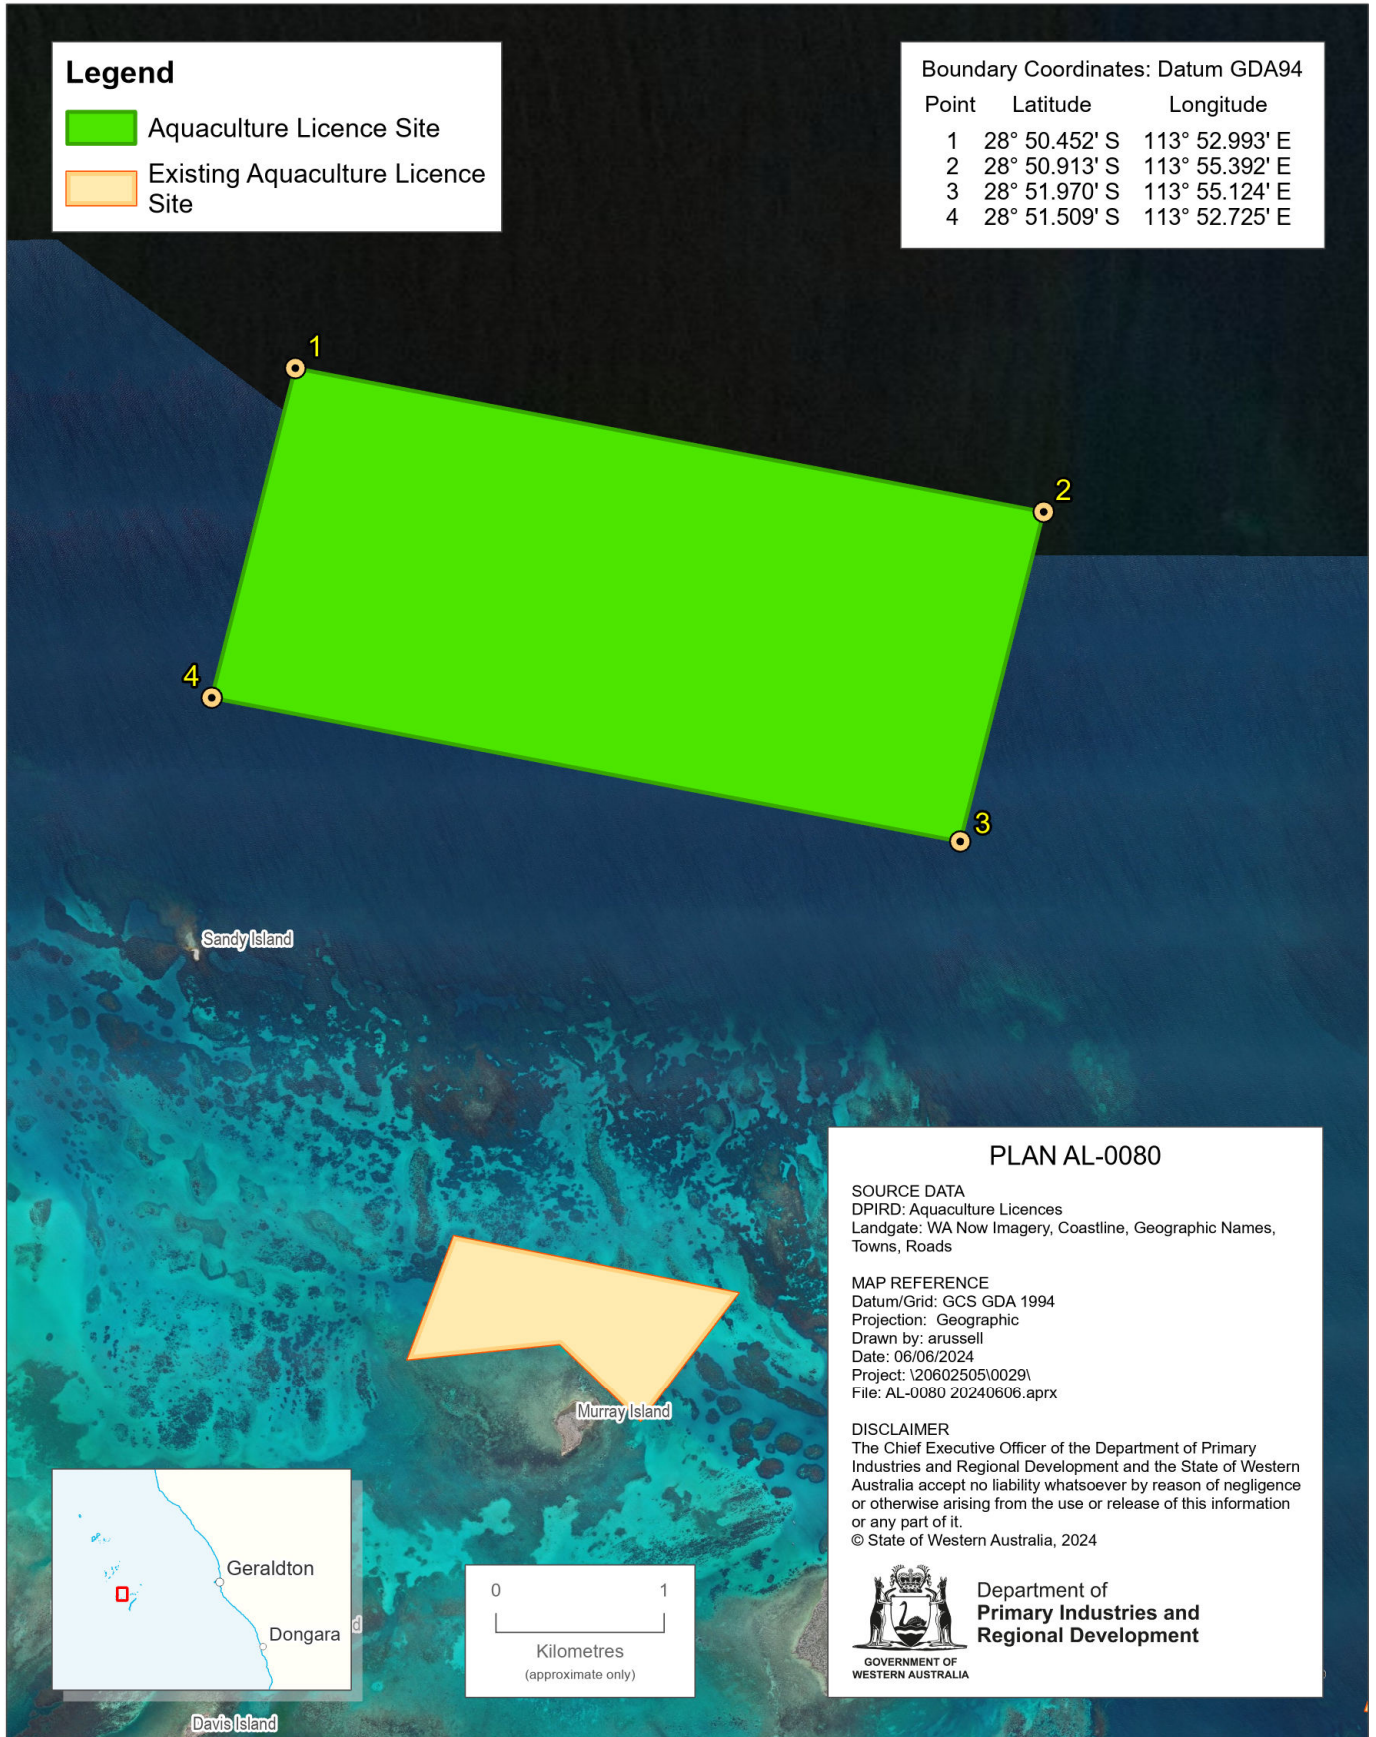 Legend
Aquaculture Licence Site
Existing Aquaculture Licence
Site
Boundary Coordinates: Datum GDA94
Point Latitude Longitude
1 28° 50.452' S 113° 52.993' E
2 28° 50.913' S 113° 55.392' E
3 28° 51.970' S 113° 55.124' E
4 28° 51.509' S 113° 52.725' E
1
2
4
3
Sandy Island
Murray Island
PLAN AL-0080
SOURCE DATA
DPIRD: Aquaculture Licences
Landgate: WA Now Imagery, Coastline, Geographic Names,
Towns, Roads
MAP REFERENCE
Datum/Grid: GCS GDA 1994
Projection: Geographic
Drawn by: arussell
Date: 06/06/2024
Project: \20602505\0029\
File: AL-0080 20240606.aprx
DISCLAIMER
The Chief Executive Officer of the Department of Primary
Industries and Regional Development and the State of Western
Australia accept no liability whatsoever by reason of negligence
or otherwise arising from the use or release of this information
or any part of it.
© State of Western Australia, 2024
GOVERNMENT OF
WESTERN AUSTRALIA
Department of
Primary Industries and
Regional Development
Geraldton
Dongara
d
0 1
Kilometres
(approximate only)
Davis Island